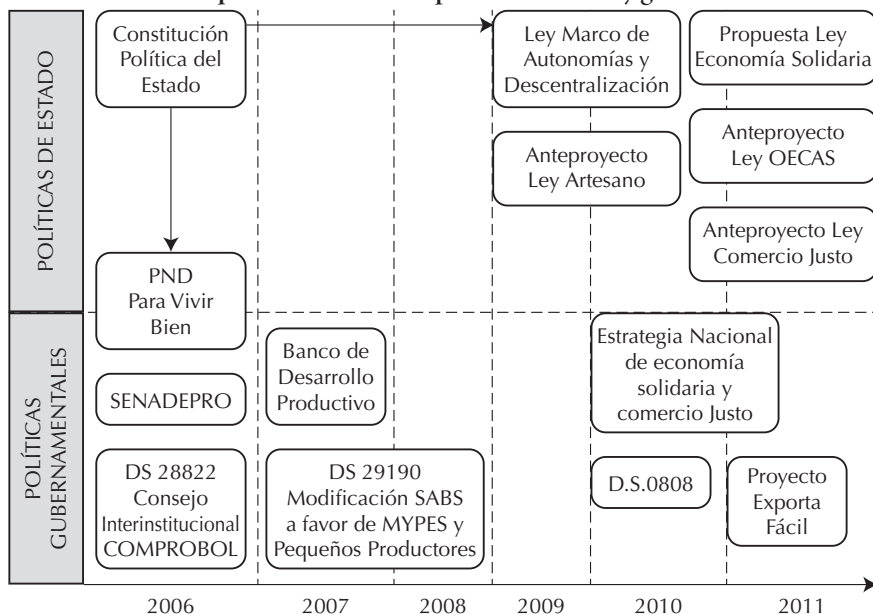 POLÍTICAS DE ESTADO
Constitución
Política del
Estado
Ley Marco de
Autonomías y
Descentralización
Propuesta Ley
Economía Solidaria
Anteproyecto
Ley Artesano
Anteproyecto
Ley OECAS
Anteproyecto Ley
Comercio Justo
PND
Para Vivir
Bien
POLÍTICAS
GUBERNAMENTALES
Banco de
Desarrollo
Productivo
Estrategia Nacional
de economía
solidaria y
comercio Justo
SENADEPRO
DS 28822
Consejo
Interinstitucional
COMPROBOL
DS 29190
Modificación SABS
a favor de MYPES y
Pequeños Productores
D.S.0808
Proyecto
Exporta
Fácil
2006 2007 2008 2009 2010 2011